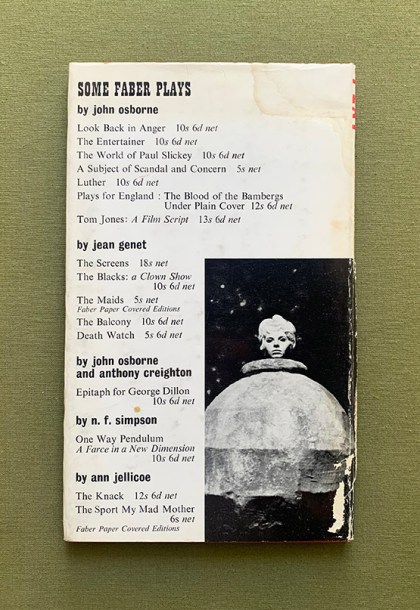 SOME FABER PLAYS
by john osborne
Look Back in Anger 10s 6d net
The Entertainer 10s 6d net
The World of Paul Slickey 10s 6d net
A Subject of Scandal and Concern 5s net
Luther 10s 6d net
Plays for England : The Blood of the Bambergs
Under Plain Cover 12s 6d net
Tom Jones: A Film Script 13s 6d net
by jean genet
The Screens 18s net
The Blacks: a Clown Show
10s 6d net
The Maids 5s net
Faber Paper Covered Editions
The Balcony 10s 6d net
Death Watch 5s 6d net
by john osborne
and anthony creighton
Epitaph for George Dillon
10s 6d net
by n. f. simpson
One Way Pendulum
A Farce in a New Dimension
10s 6d net
by ann jellicoe
The Knack 12s 6d net
The Sport My Mad Mother
6s net
Faber Paper Covered Editions